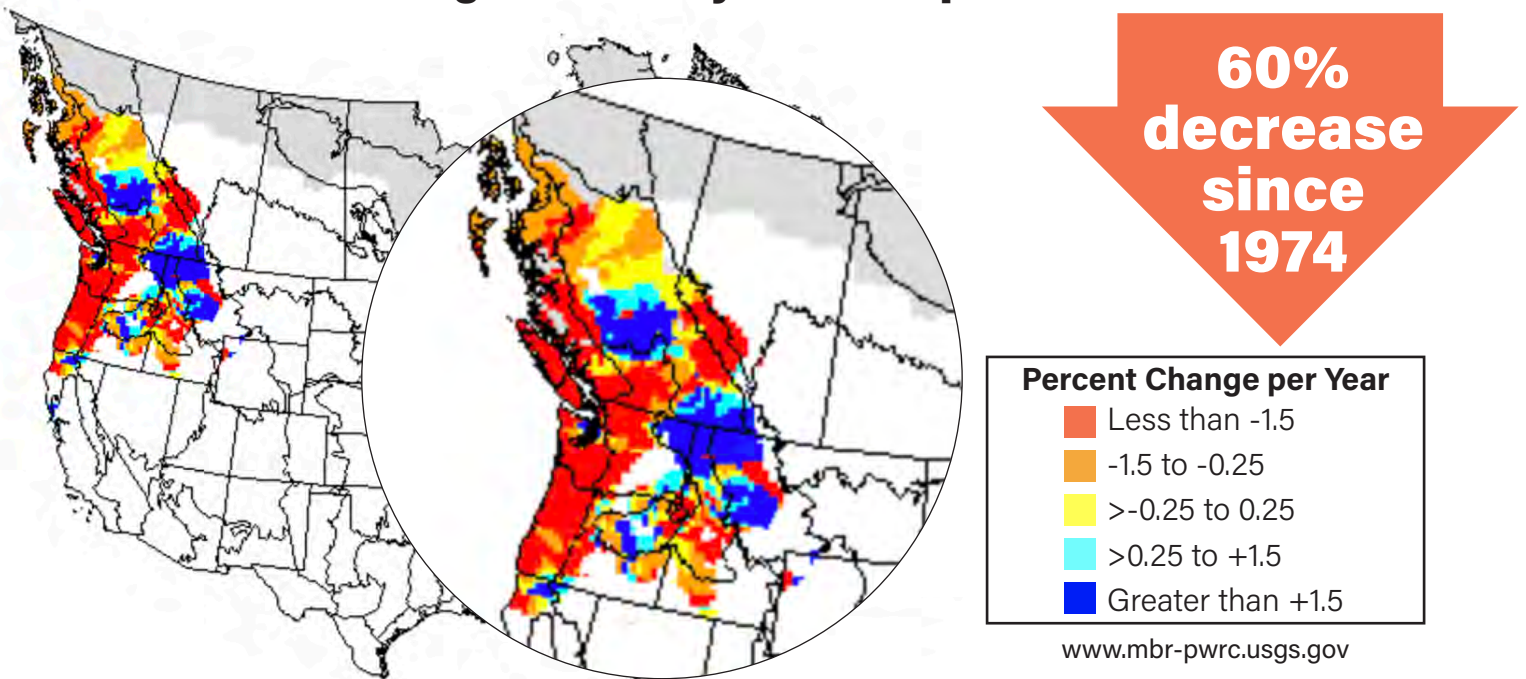 60%
decrease
since
1974
Percent Change per Year
Less than -1.5
-1.5 to -0.25
>-0.25 to 0.25
>0.25 to +1.5
Greater than +1.5
www.mbr-pwrc.usgs.gov